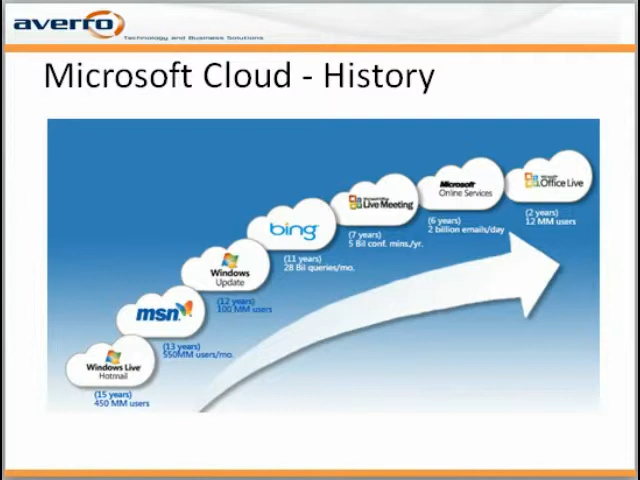 averro
Technology and Business Solutions
Microsoft Cloud - History
Windows Live
Hotmail
(15 years)
450 MM users
msn
(13 years)
550MM users/mo.
Windows
Update
(12 years)
100 MM users
bing
(11 years)
28 Bil queries/mo.
Microsoft Office
Live Meeting
(7 years)
5 Bil conf. mins./yr.
Microsoft
Online Services
(6 years)
2 billion emails/day
Microsoft
Office Live
(2 years)
12 MM users